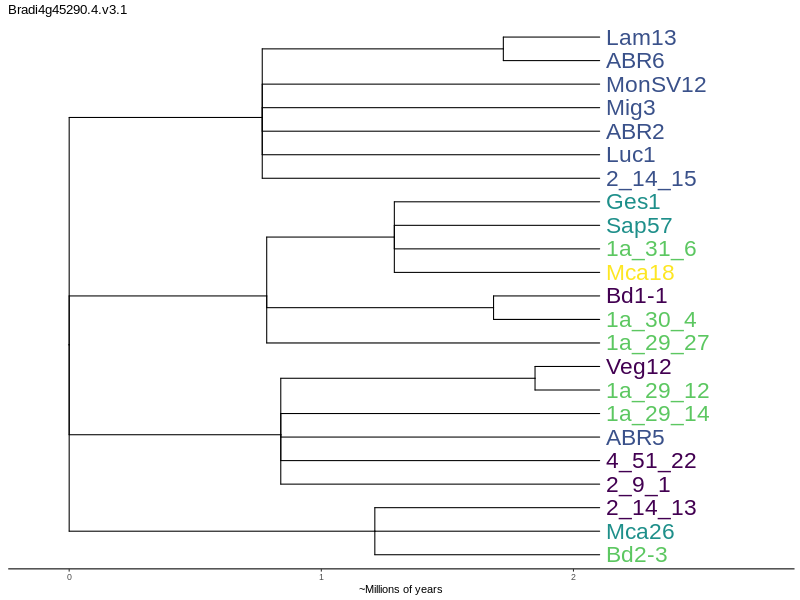 Bradi4g45290.4.v3.1
Lam13
ABR6
MonSV12
Mig3
ABR2
Luc1
2_14_15
Ges1
Sap57
1a_31_6
Mca18
Bd1-1
1a_30_4
1a_29_27
Veg12
1a_29_12
1a_29_14
ABR5
4_51_22
2_9_1
2_14_13
Mca26
Bd2-3
0 1 2
~Millions of years